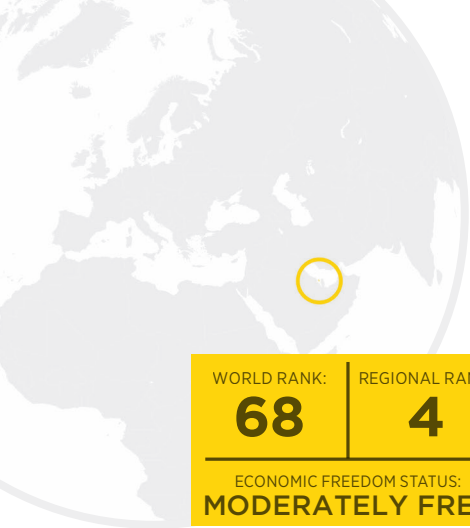 WORLD RANK: REGIONAL RAN
68 4
ECONOMIC FREEDOM STATUS:
MODERATELY FRE